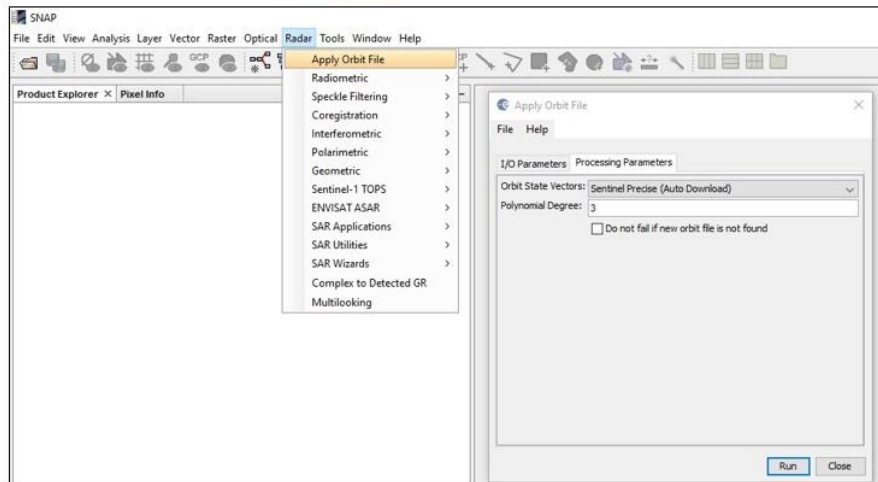 SNAP
File Edit View Analysis Layer Vector Raster Optical Radar Tools Window Help
GCP
Product Explorer × Pixel Info
Apply Orbit File
Radiometric >
Speckle Filtering >
Coregistration >
Interferometric >
Polarimetric >
Geometric >
Sentinel-1 TOPS >
ENVISAT ASAR >
SAR Applications >
SAR Utilities >
SAR Wizards >
Complex to Detected GR
Multilooking
Apply Orbit File
File Help
I/O Parameters Processing Parameters
Orbit State Vectors: Sentinel Precise (Auto Download)
Polynomial Degree: 3
Do not fail if new orbit file is not found
Run Close